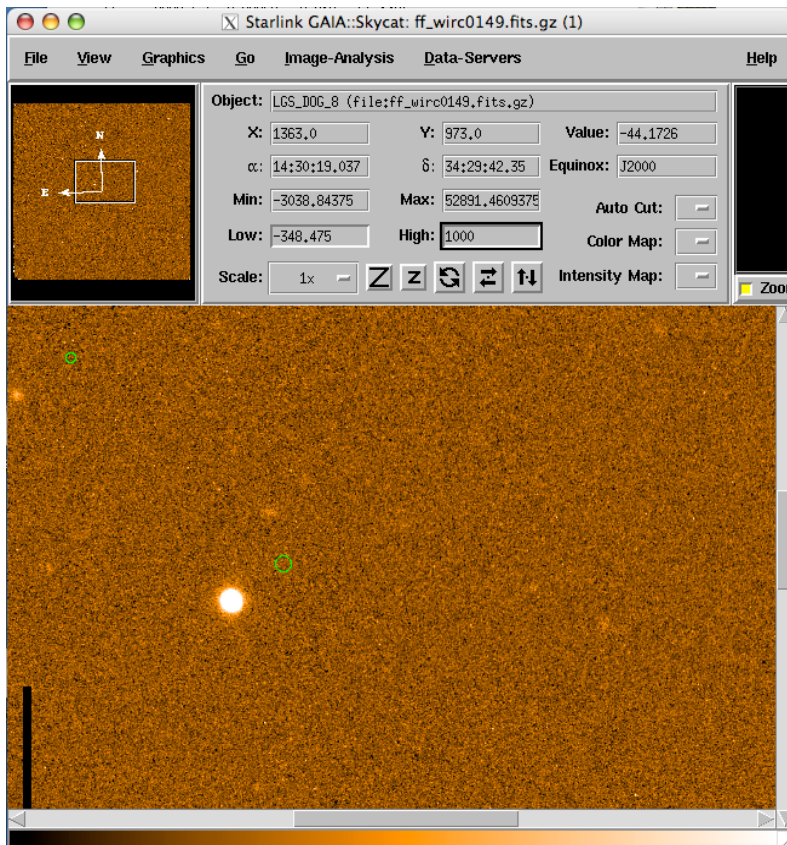 X Starlink GAIA::Skycat: ff_wirc0149.fits.gz (1)
File View Graphics Go Image-Analysis Data-Servers Help
Object: LGS_DOG_8 (file:ff_wirc0149.fits.gz)
X: 1363.0 Y: 973.0 Value: -44.1726
α: 14:30:19.037 δ: 34:29:42.35 Equinox: J2000
Min: -3038.84375 Max: 52891.4609375 Auto Cut:
Low: -348.475 High: 1000 Color Map:
Scale: 1x Z z Intensity Map:
N
E
Zoo